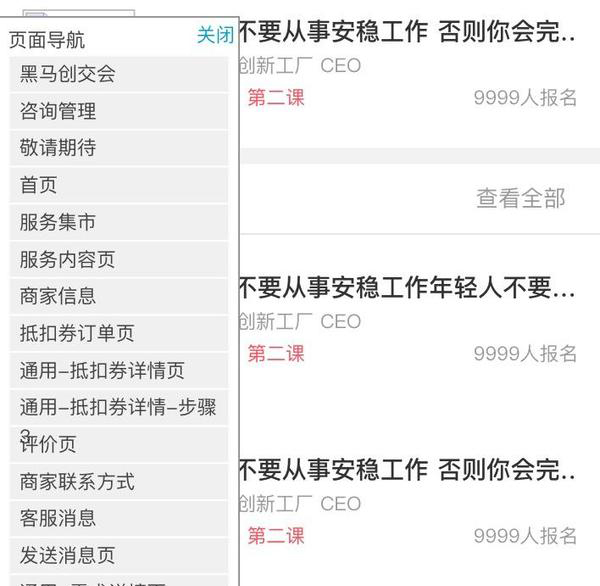 页面导航
关闭
黑马创交会
咨询管理
敬请期待
首页
服务集市
服务内容页
商家信息
抵扣券订单页
通用-抵扣券详情页
通用-抵扣券详情-步骤
3
评价页
商家联系方式
客服消息
发送消息页
不要从事安稳工作 否则你会完..
创新工厂 CEO
第二课
9999人报名
查看全部
不要从事安稳工作年轻人不要...
创新工厂 CEO
第二课
9999人报名
不要从事安稳工作 否则你会完..
创新工厂 CEO
第二课
9999人报名